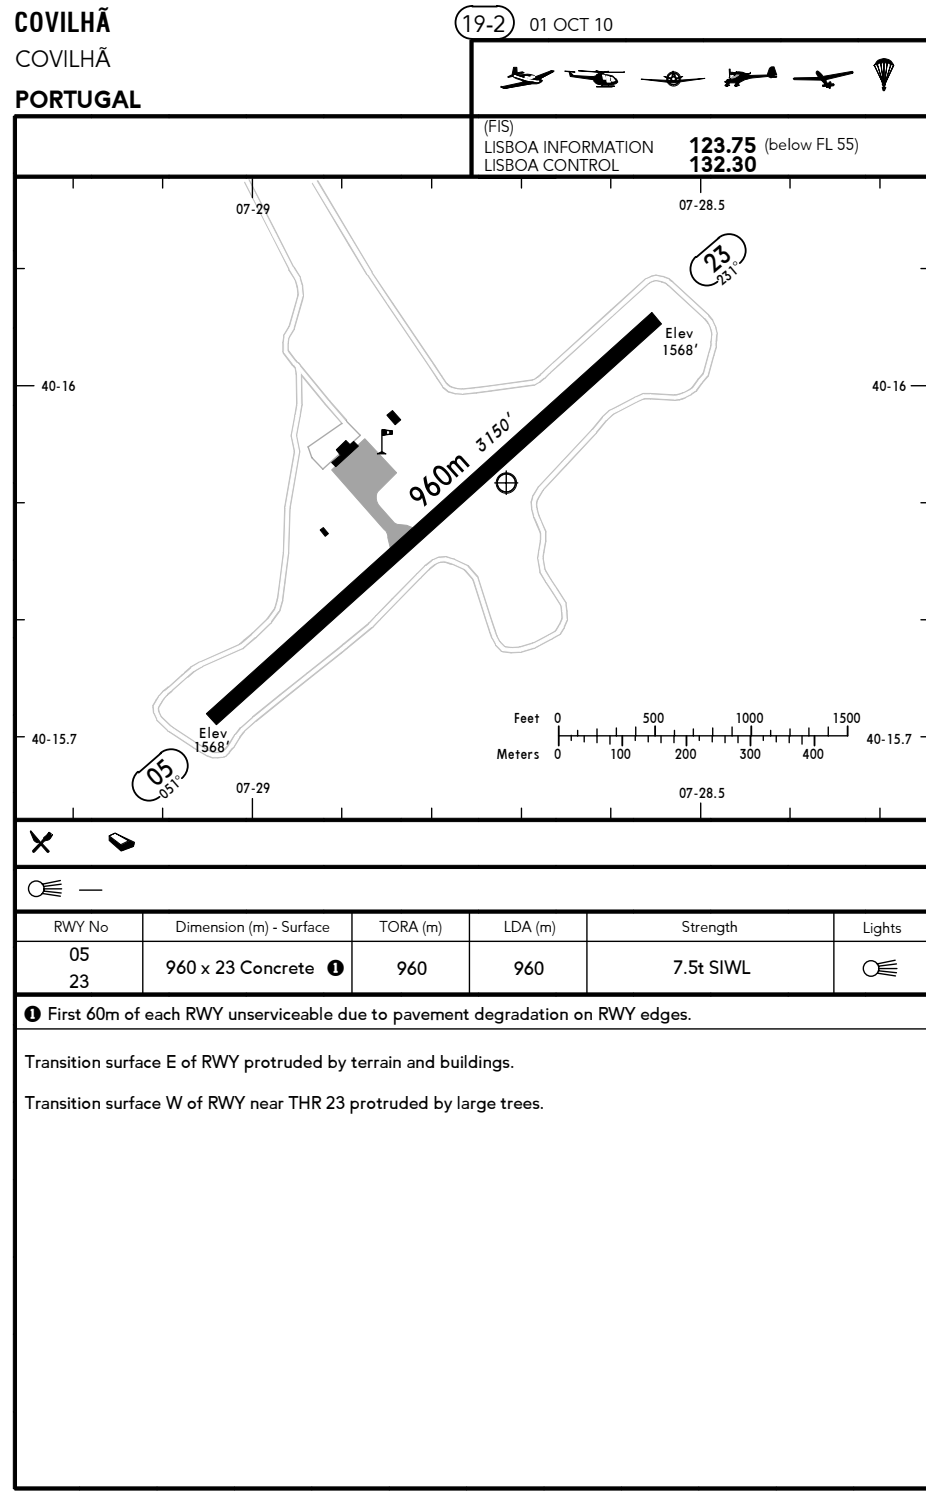 COVILHÃ
19-2 01 OCT 10
COVILHÃ
PORTUGAL
(FIS)
LISBOA INFORMATION 123.75 (below FL 55)
LISBOA CONTROL 132.30
07-29 07-28.5
23
231°
Elev
1568'
40-16 40-16
960m 3150'
Elev
1568'
40-15.7 40-15.7
05
051°
Feet 0 500 1000 1500
Meters 0 100 200 300 400
07-29 07-28.5
RWY No Dimension (m) - Surface TORA (m) LDA (m) Strength Lights
05
960 x 23 Concrete ❶ 960 960 7.5t SIWL
23
❶ First 60m of each RWY unserviceable due to pavement degradation on RWY edges.
Transition surface E of RWY protruded by terrain and buildings.
Transition surface W of RWY near THR 23 protruded by large trees.